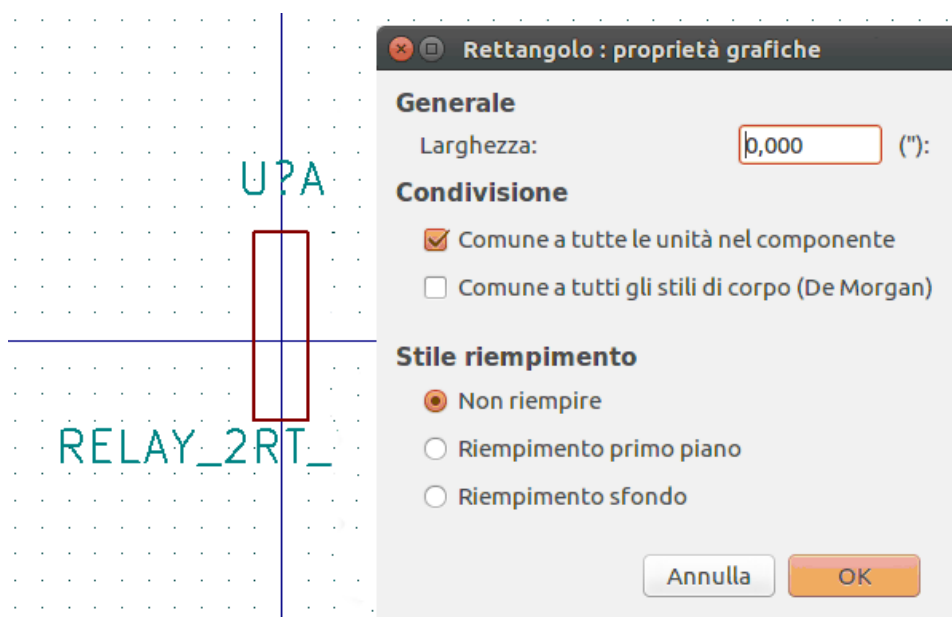 U?A
RELAY_2RT_
Rettangolo : proprietà grafiche
Generale
Larghezza: 0,000 ("):
Condivisione
Comune a tutte le unità nel componente
Comune a tutti gli stili di corpo (De Morgan)
Stile riempimento
Non riempire
Riempimento primo piano
Riempimento sfondo
Annulla OK